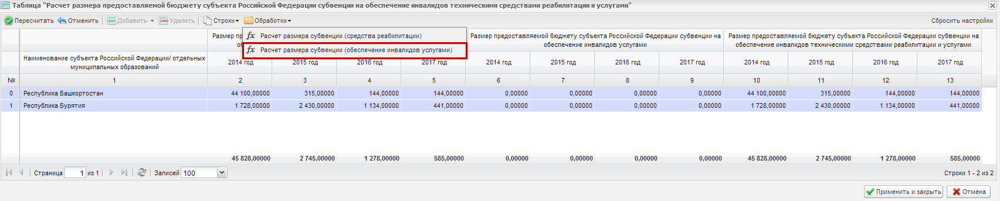 Таблица "Расчет размера предоставляемой бюджету субъекта Российской Федерации субвенции на обеспечение инвалидов техническими средствами реабилитации и услугами"
Пересчитать Отменить Добавить Удалить Строки Обработки Сбросить настройки
fx Расчет размера субвенции (средства реабилитации)
fx Расчет размера субвенции (обеспечение инвалидов услугами)
Размер пр
об
Размер предоставляемой бюджету субъекта Российской Федерации субвенции на
обеспечение инвалидов услугами
Размер предоставляемой бюджету субъекта Российской Федерации субвенции на
обеспечение инвалидов техническими средствами реабилитации и услугами
Наименование субъекта Российской Федерации/ отдельных
муниципальных образований
2014 год 2015 год 2016 год 2017 год 2014 год 2015 год 2016 год 2017 год 2014 год 2015 год 2016 год 2017 год
№ 1 2 3 4 5 6 7 8 9 10 11 12 13
0 Республика Башкортостан 44 100,00000 315,00000 144,00000 144,00000 0,00000 0,00000 0,00000 0,00000 44 100,00000 315,00000 144,00000 144,00000
1 Республика Бурятия 1 728,00000 2 430,00000 1 134,00000 441,00000 0,00000 0,00000 0,00000 0,00000 1 728,00000 2 430,00000 1 134,00000 441,00000
45 828,00000 2 745,00000 1 278,00000 585,00000 0,00000 0,00000 0,00000 0,00000 45 828,00000 2 745,00000 1 278,00000 585,00000
Страница 1 из 1 Записей 100 Строки 1 - 2 из 2
Применить и закрыть Отмена